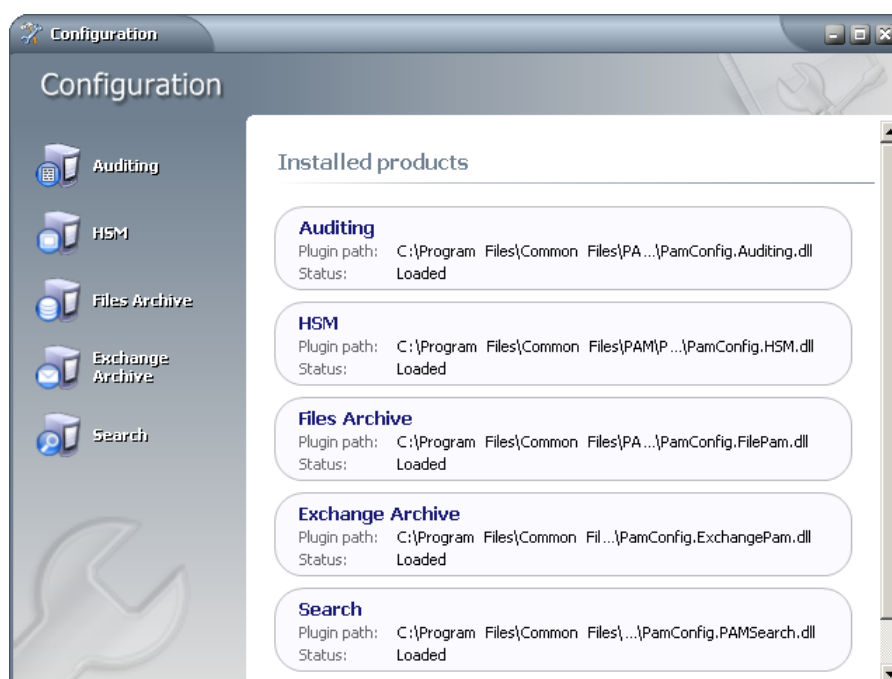 Configuration
Configuration
Auditing
HSM
Files Archive
Exchange
Archive
Search
Installed products
Auditing
Plugin path: C:\Program Files\Common Files\PA...\PamConfig.Auditing.dll
Status: Loaded
HSM
Plugin path: C:\Program Files\Common Files\PAM\P...\PamConfig.HSM.dll
Status: Loaded
Files Archive
Plugin path: C:\Program Files\Common Files\PA...\PamConfig.FilePam.dll
Status: Loaded
Exchange Archive
Plugin path: C:\Program Files\Common Fil...\PamConfig.ExchangePam.dll
Status: Loaded
Search
Plugin path: C:\Program Files\Common Files\...\PamConfig.PAMSearch.dll
Status: Loaded